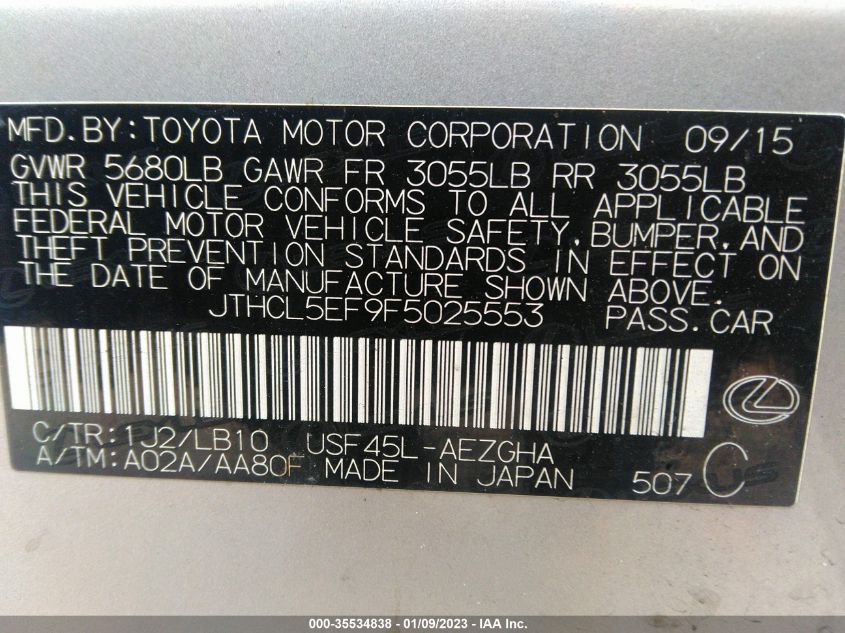 MFD.BY:TOYOTA MOTOR CORPORATION 09/15
GVWR 5680LB GAWR FR 3055LB RR 3055LB
THIS VEHICLE CONFORMS TO ALL APPLICABLE
FEDERAL MOTOR VEHICLE SAFETY,BUMPER,AND
THEFT PREVENTION STANDARDS IN EFFECT ON
THE DATE OF MANUFACTURE SHOWN ABOVE.
JTHCL5EF9F5025553 PASS.CAR
C/TR:1J2/LB10 USF45L-AEZGHA
A/TM:A02A/AA80F MADE IN JAPAN 507 C
000-35534838 - 01/09/2023 - IAA Inc.